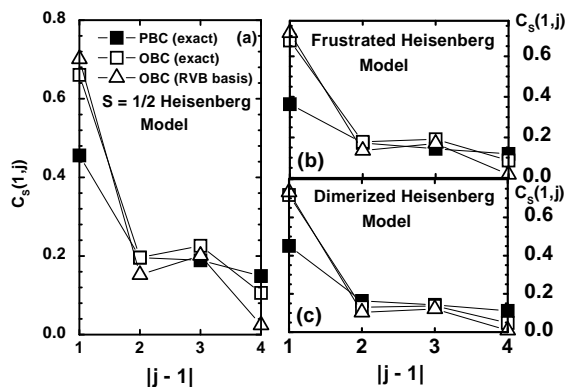 PBC (exact) (a)
OBC (exact)
OBC (RVB basis)
S = 1/2 Heisenberg
Model
0.8
0.6
0.4
0.2
0.0
C_S(1,j)
1 2 3 4
|j - 1|
C_S(1,j)
Frustrated Heisenberg
Model
(b)
0.6
0.4
0.2
0.0
C_S(1,j)
Dimerized Heisenberg
Model
(c)
0.6
0.4
0.2
0.0
1 2 3 4
|j - 1|